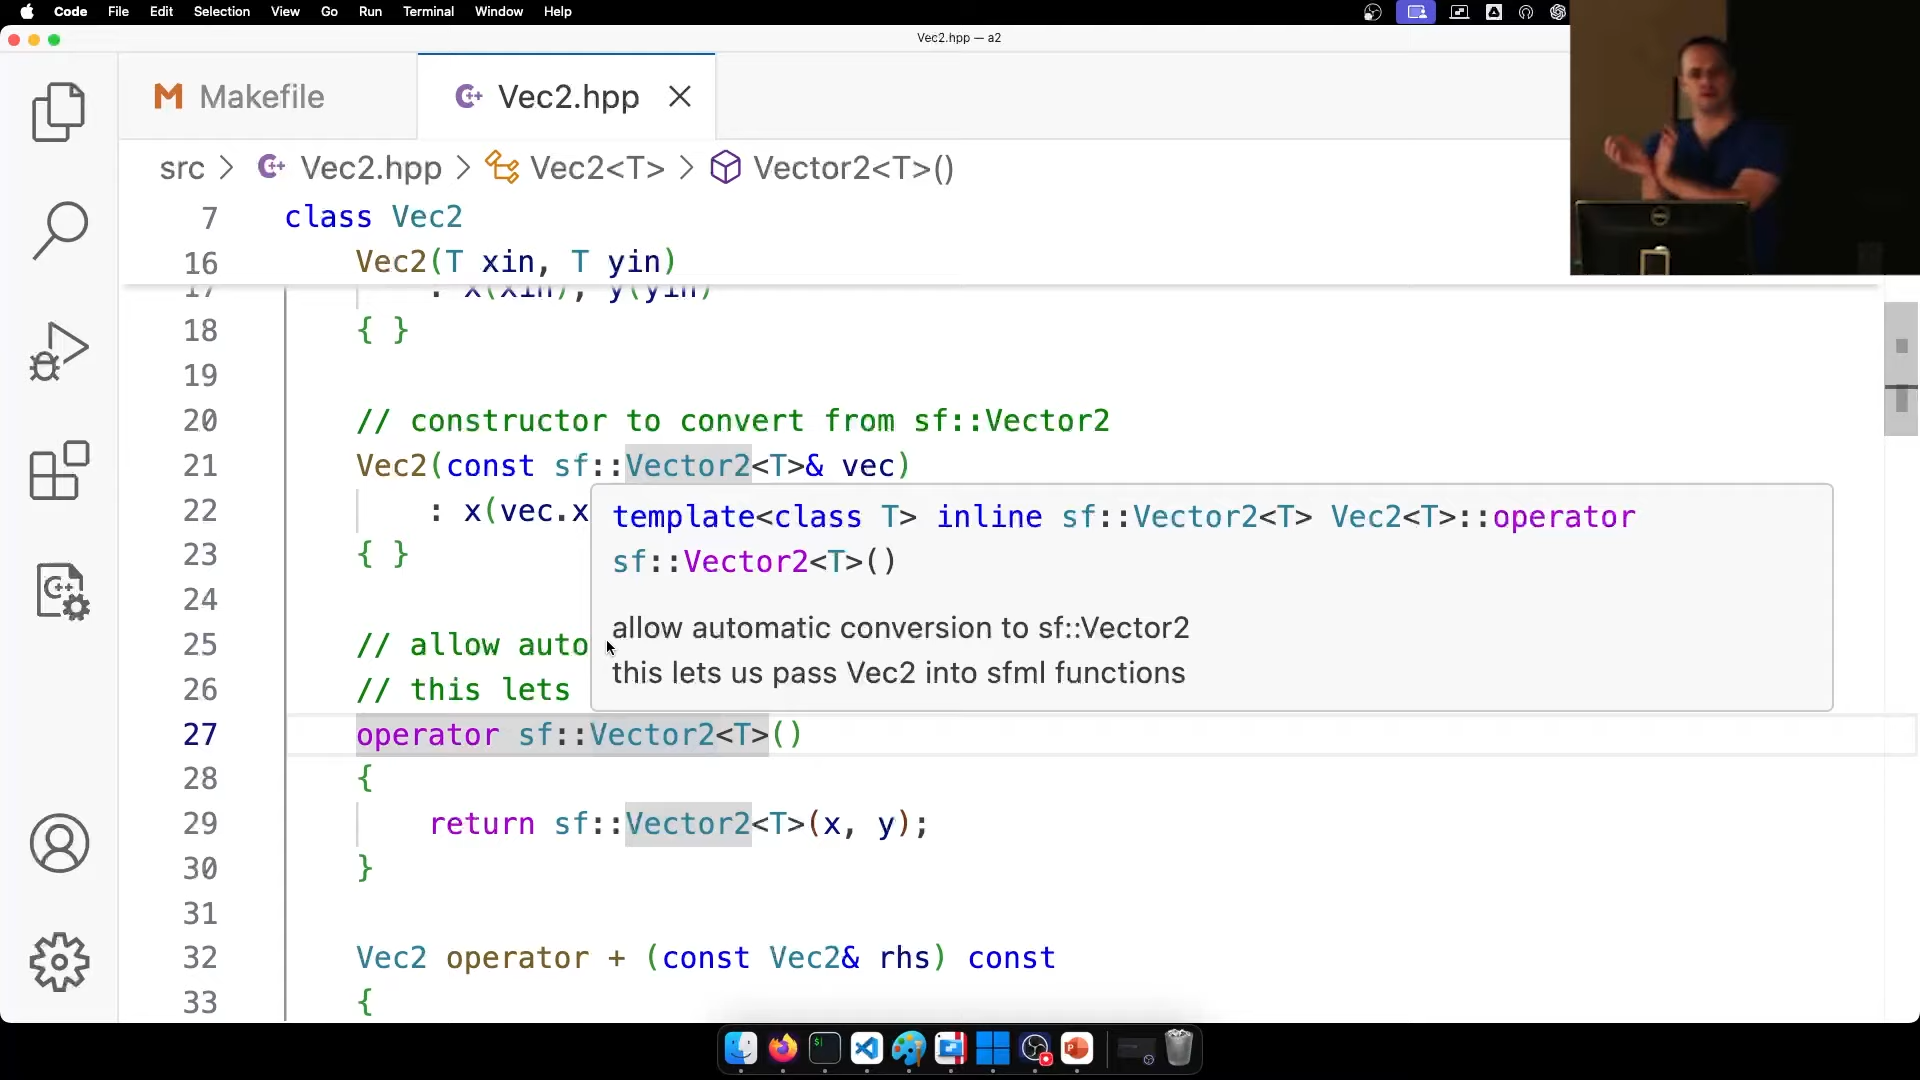 Code File Edit Selection View Go Run Terminal Window Help
Vec2.hpp — a2
Makefile
Vec2.hpp
src > Vec2.hpp > Vec2<T> > Vector2<T>()
7 class Vec2
16 Vec2(T xin, T yin)
17 : x(xin), y(yin)
18 { }
19
20 // constructor to convert from sf::Vector2
21 Vec2(const sf::Vector2<T>& vec)
22 : x(vec.x
template<class T> inline sf::Vector2<T> Vec2<T>::operator
sf::Vector2<T>()
allow automatic conversion to sf::Vector2
this lets us pass Vec2 into sfml functions
23 { }
24
25 // allow auto
26 // this lets
27 operator sf::Vector2<T>()
28 {
29 return sf::Vector2<T>(x, y);
30 }
31
32 Vec2 operator + (const Vec2& rhs) const
33 {